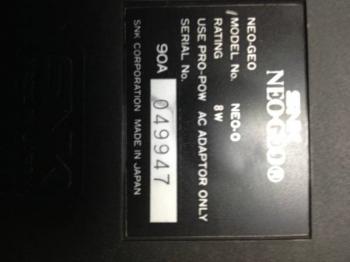 SNK
NEO·GEO®
NEO-GEO
MODEL No. NEO-0
RATING 8W
USE PRO-POW AC ADAPTOR ONLY
SERIAL No.
90A 049947
SNK CORPORATION MADE IN JAPAN